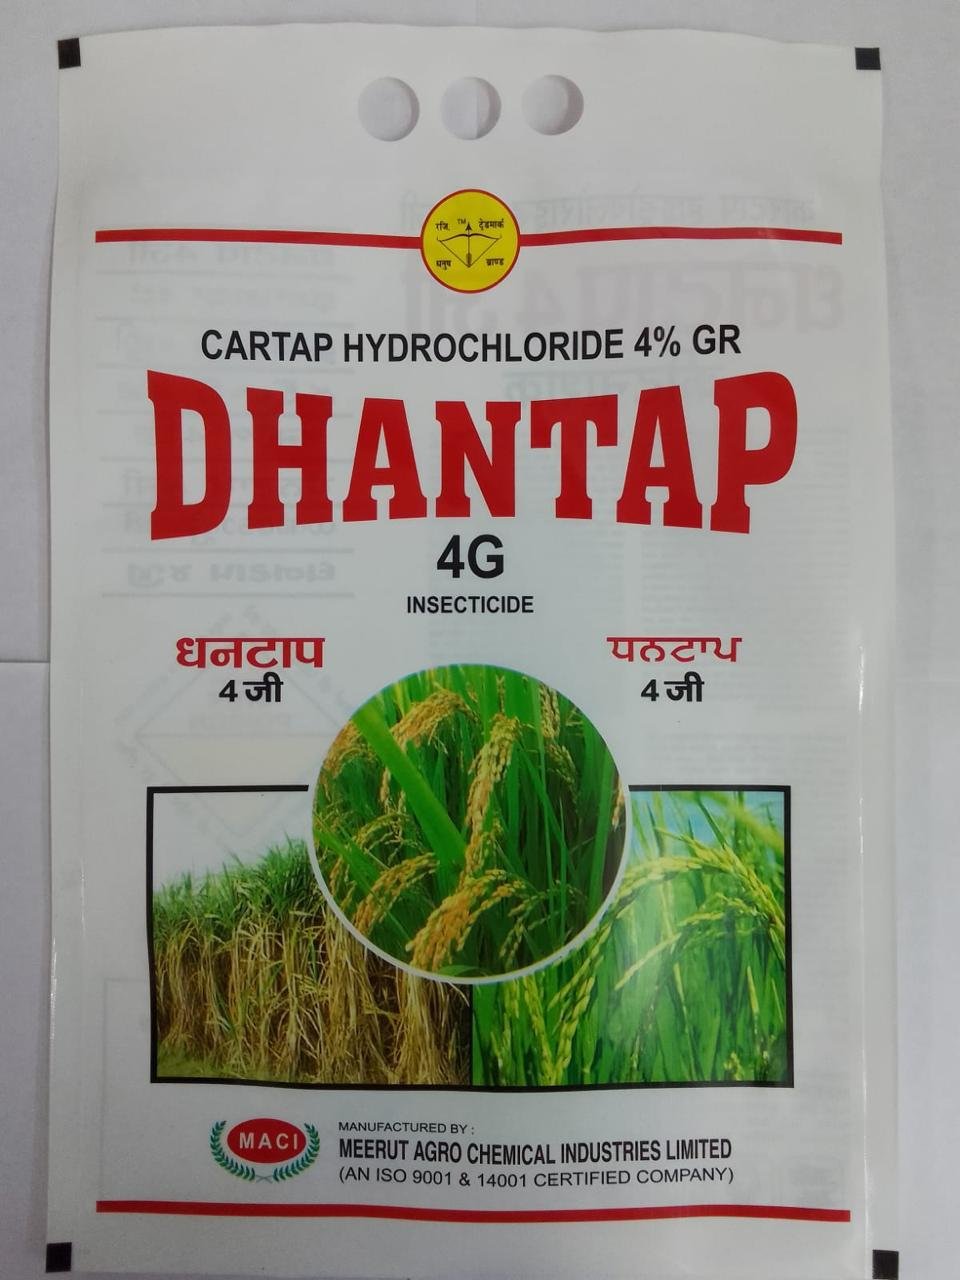 रजि. TM ट्रेडमार्क
धनुष ब्राण्ड
CARTAP HYDROCHLORIDE 4% GR
DHANTAP
4G
INSECTICIDE
धनटाप ਧਨਟਾਪ
4 जी 4 जी
MACI
MANUFACTURED BY :
MEERUT AGRO CHEMICAL INDUSTRIES LIMITED
(AN ISO 9001 & 14001 CERTIFIED COMPANY)